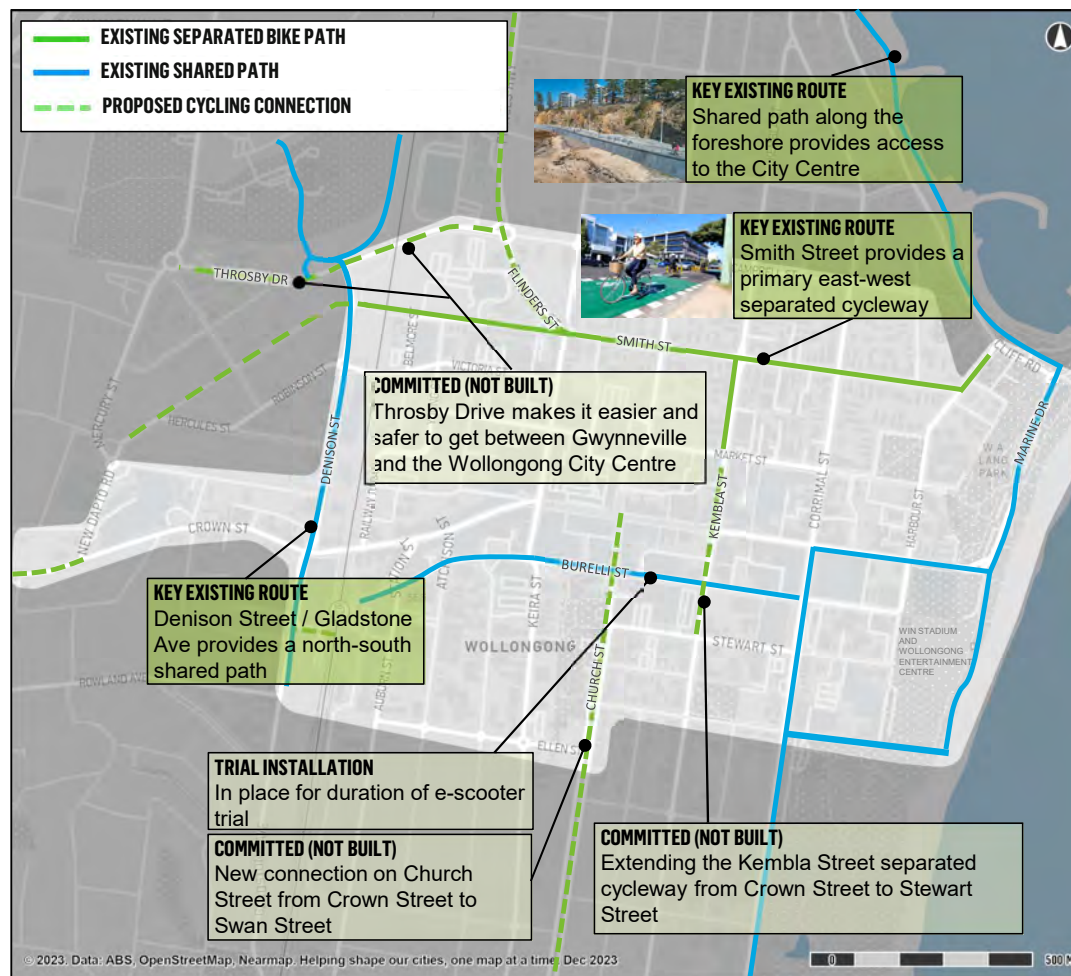 EXISTING SEPARATED BIKE PATH
EXISTING SHARED PATH
PROPOSED CYCLING CONNECTION
KEY EXISTING ROUTE
Shared path along the
foreshore provides access
to the City Centre
KEY EXISTING ROUTE
Smith Street provides a
primary east-west
separated cycleway
THROSBY DR
FLINDERS ST
SMITH ST
CLIFF RD
MARINE DR
BELMORE
VICTORIA ST
COMMITTED (NOT BUILT)
Throsby Drive makes it easier and
safer to get between Gwynneville
and the Wollongong City Centre
MERCURY ST
ROBINSON ST
HERCULES ST
DENISON ST
MARKET ST
KEMBLA ST
CORRIMAL ST
HARBOUR ST
W A
LANG
PARK
NEW DAPTO RD
CROWN ST
RAILWAY
STATION ST
ATCHISON ST
BURELLI ST
KEIRA ST
KEY EXISTING ROUTE
Denison Street / Gladstone
Ave provides a north-south
shared path
WOLLONGONG
CHURCH ST
STEWART ST
WIN STADIUM
AND
WOLLONGONG
ENTERTAINMENT
CENTRE
ROWLAND AVE
AUBURN ST
ELLEN ST
TRIAL INSTALLATION
In place for duration of e-scooter
trial
COMMITTED (NOT BUILT)
New connection on Church
Street from Crown Street to
Swan Street
COMMITTED (NOT BUILT)
Extending the Kembla Street separated
cycleway from Crown Street to Stewart
Street
© 2023. Data: ABS, OpenStreetMap, Nearmap. Helping shape our cities, one map at a time, Dec 2023
0
500 M